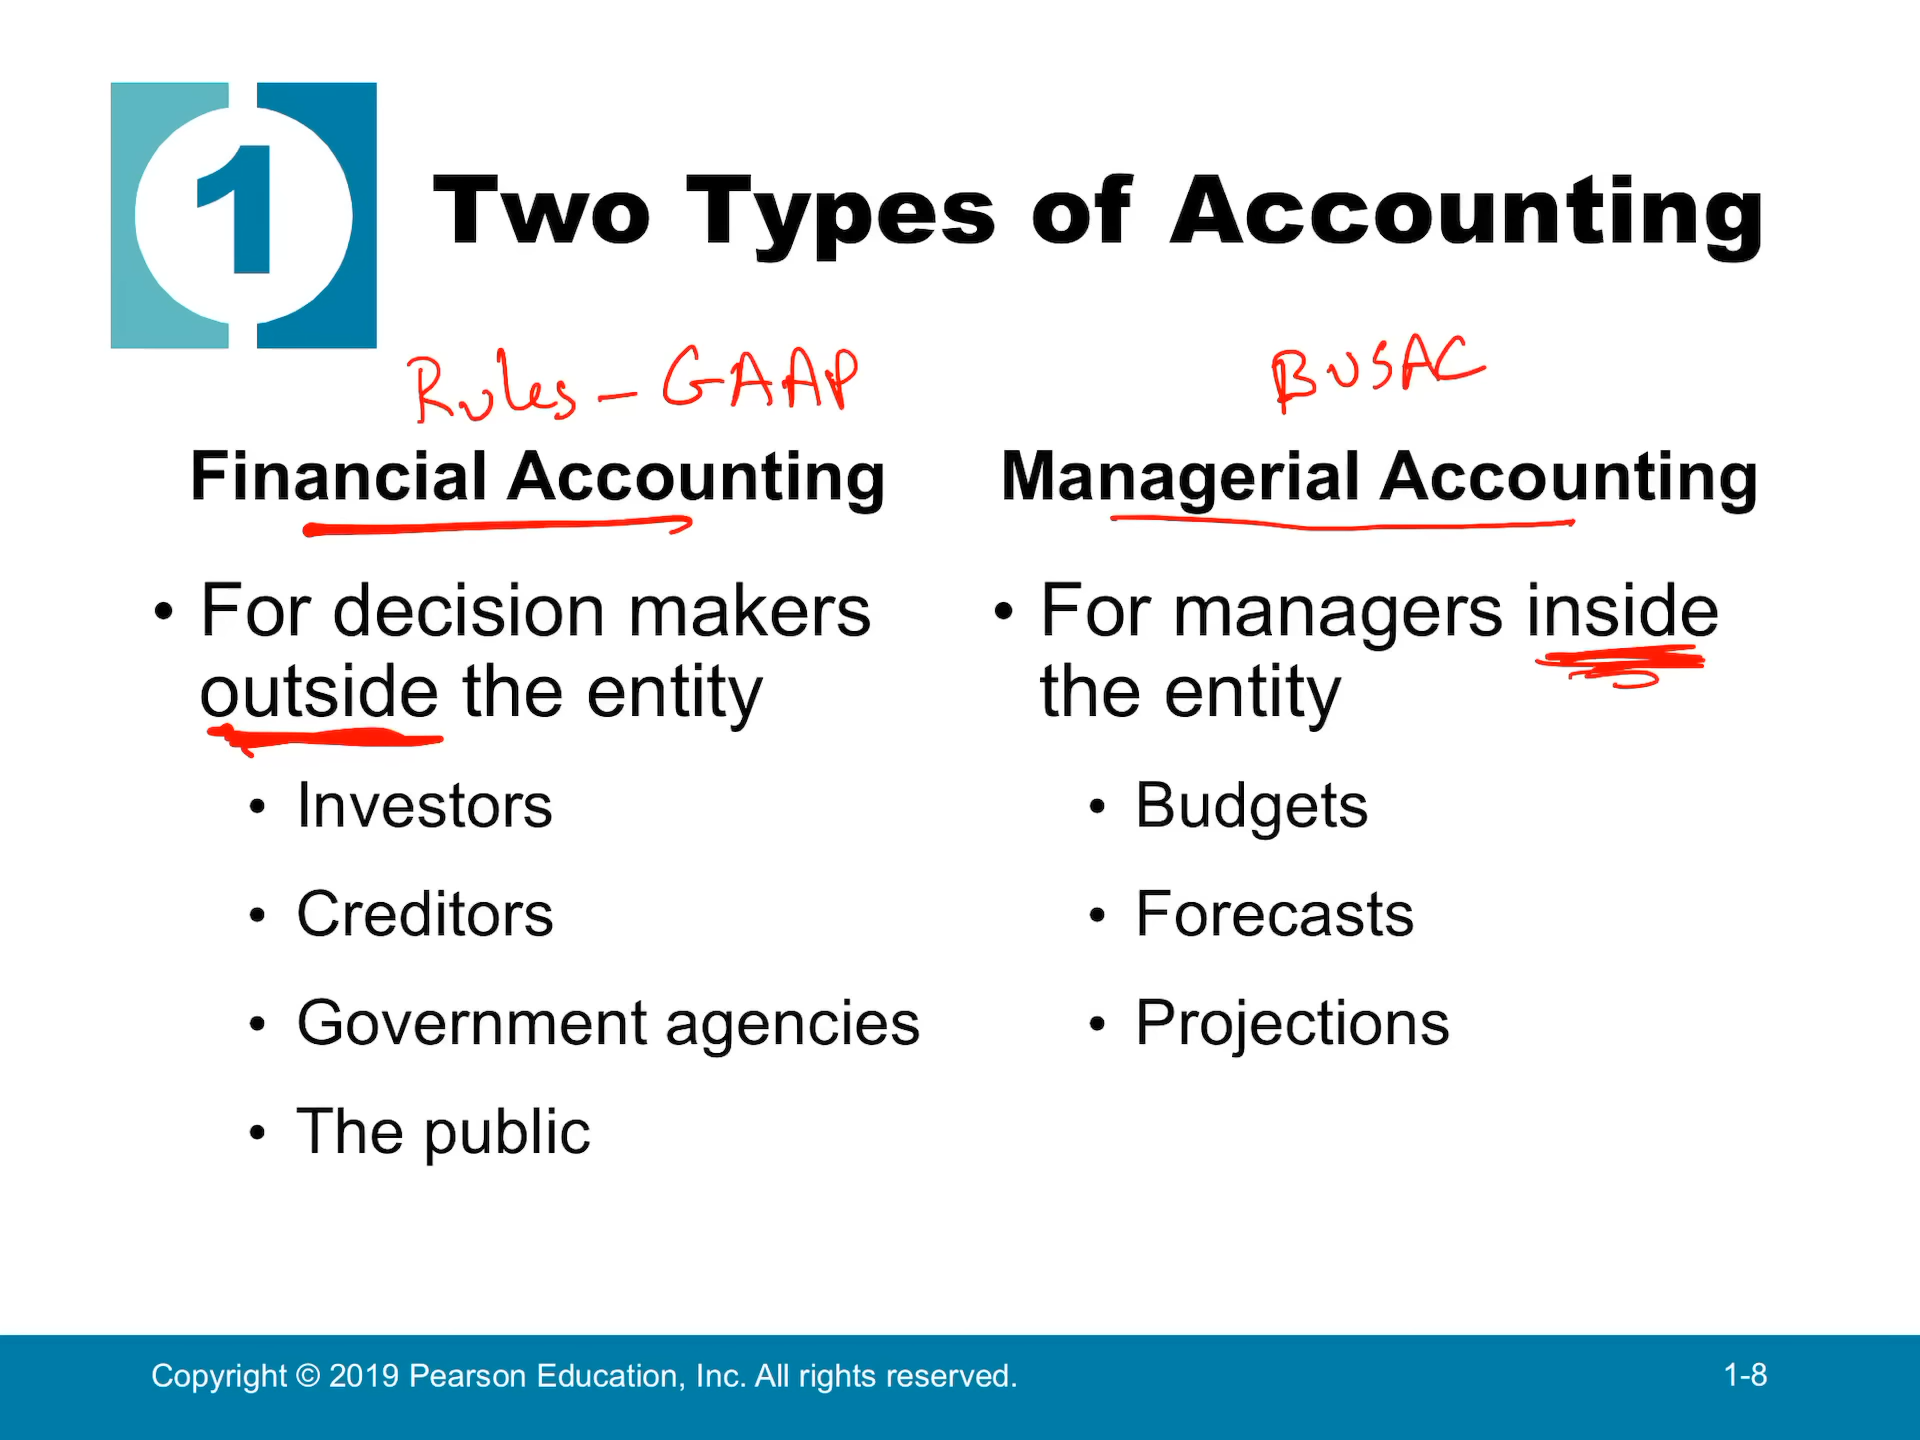 1
Two Types of Accounting
Rules - GAAP
Financial Accounting
• For decision makers
outside the entity
• Investors
• Creditors
• Government agencies
• The public
BUSAC
Managerial Accounting
• For managers inside
the entity
• Budgets
• Forecasts
• Projections
Copyright © 2019 Pearson Education, Inc. All rights reserved.
1-8